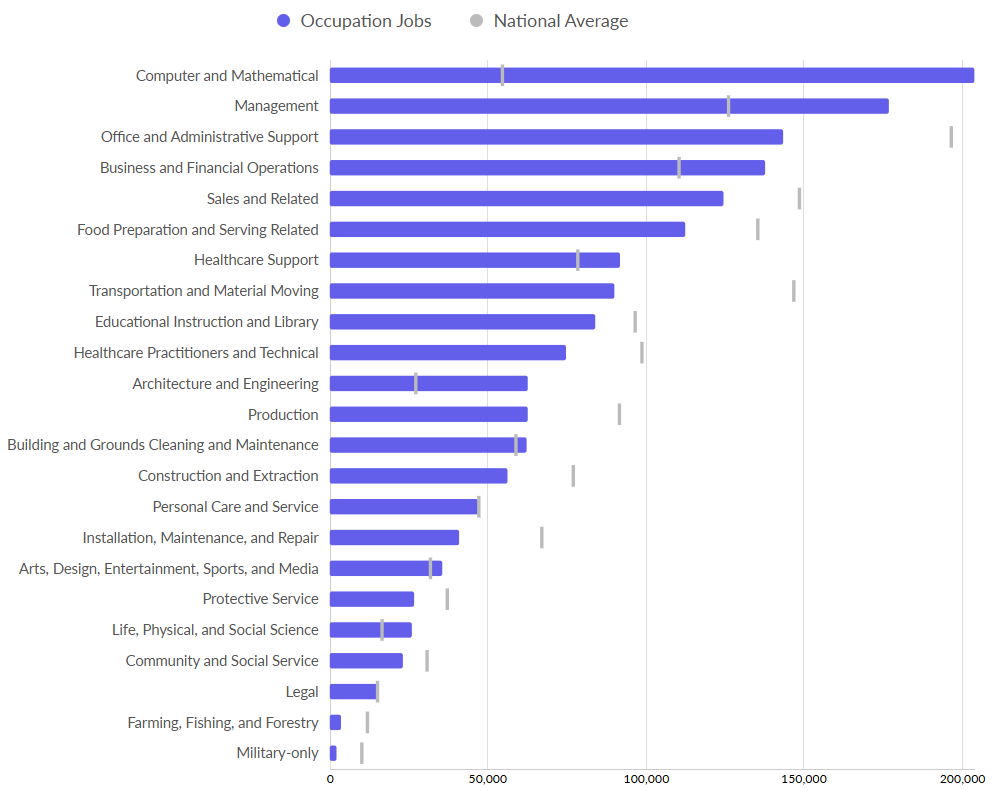 Occupation Jobs National Average
Computer and Mathematical
Management
Office and Administrative Support
Business and Financial Operations
Sales and Related
Food Preparation and Serving Related
Healthcare Support
Transportation and Material Moving
Educational Instruction and Library
Healthcare Practitioners and Technical
Architecture and Engineering
Production
Building and Grounds Cleaning and Maintenance
Construction and Extraction
Personal Care and Service
Installation, Maintenance, and Repair
Arts, Design, Entertainment, Sports, and Media
Protective Service
Life, Physical, and Social Science
Community and Social Service
Legal
Farming, Fishing, and Forestry
Military-only
0 50,000 100,000 150,000 200,000